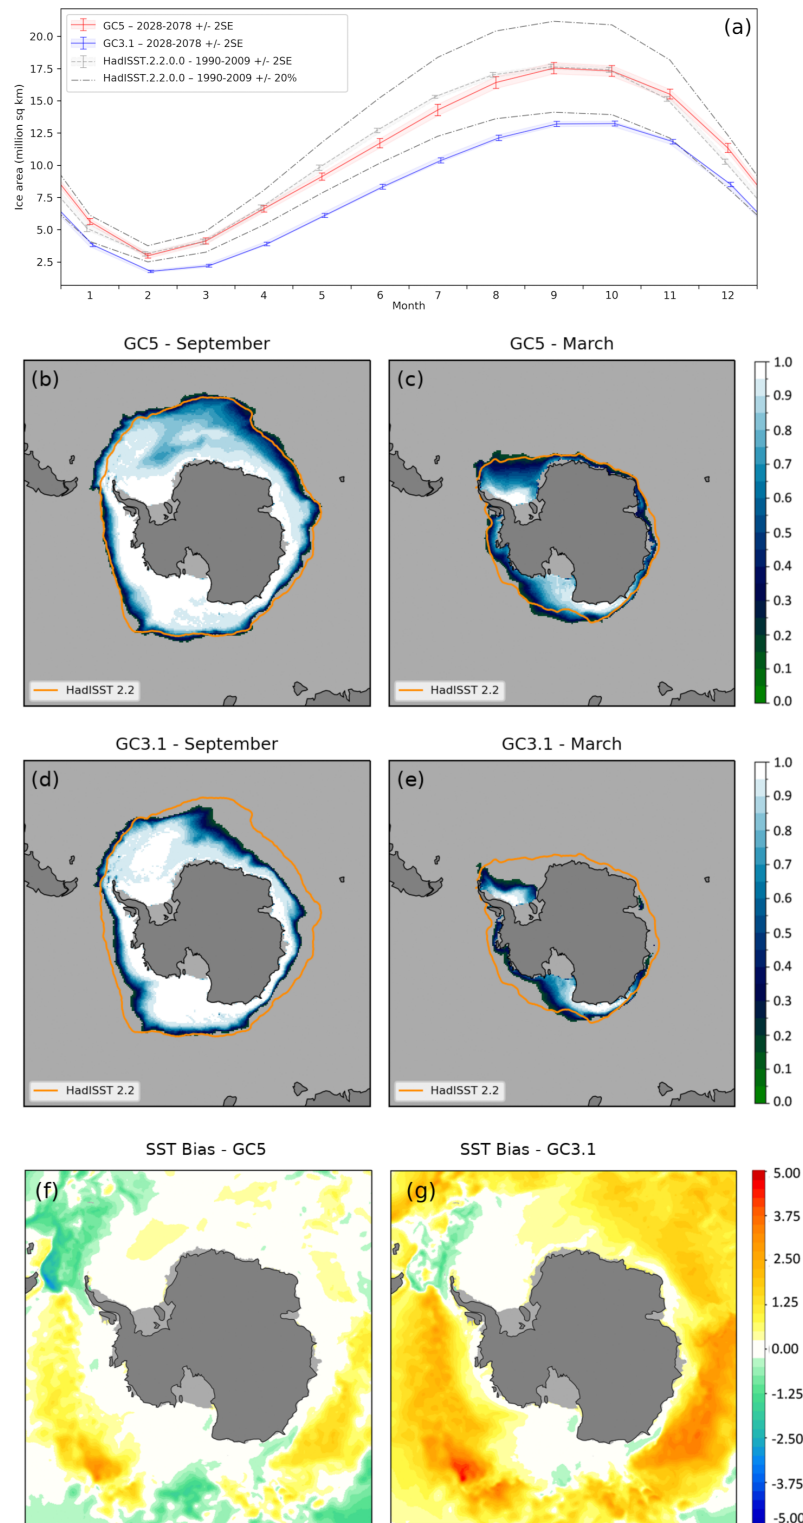 (a)
GC5 – 2028-2078 +/- 2SE
GC3.1 – 2028-2078 +/- 2SE
HadISST.2.2.0.0 - 1990-2009 +/- 2SE
HadISST.2.2.0.0 – 1990-2009 +/- 20%
Ice area (million sq km)
20.0
17.5
15.0
12.5
10.0
7.5
5.0
2.5
1 2 3 4 5 6 7 8 9 10 11 12
Month
GC5 - September
GC5 - March
(b)
(c)
HadISST 2.2
HadISST 2.2
1.0
0.9
0.8
0.7
0.6
0.5
0.4
0.3
0.2
0.1
0.0
GC3.1 - September
GC3.1 - March
(d)
(e)
HadISST 2.2
HadISST 2.2
1.0
0.9
0.8
0.7
0.6
0.5
0.4
0.3
0.2
0.1
0.0
SST Bias - GC5
SST Bias - GC3.1
(f)
(g)
5.00
3.75
2.50
1.25
0.00
-1.25
-2.50
-3.75
-5.00